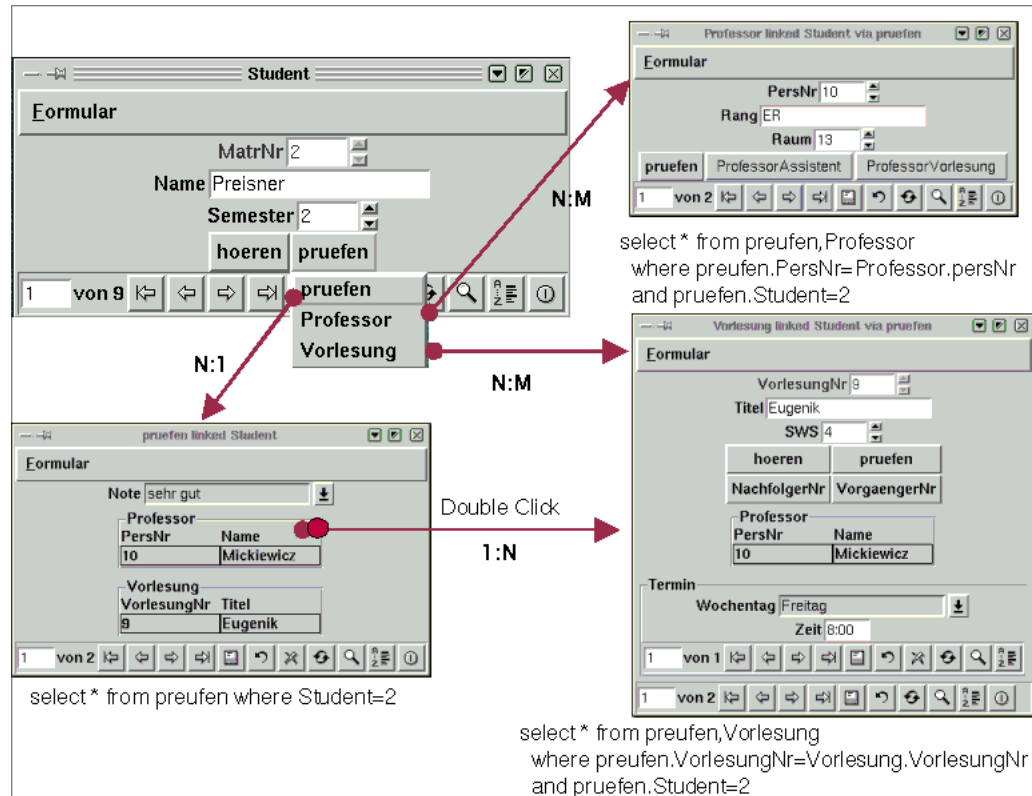 Student
Formular
MatrNr 2
Name Preisner
Semester 2
hoeren pruefen
1 von 9
pruefen
Professor
Vorlesung
N:1
N:M
N:M
Professor linked Student via pruefen
Formular
PersNr 10
Rang ER
Raum 13
pruefen ProfessorAssistent ProfessorVorlesung
1 von 2
select * from preufen,Professor
where preufen.PersNr=Professor.persNr
and pruefen.Student=2
Vorlesung linked Student via pruefen
Formular
VorlesungNr 9
Titel Eugenik
SWS 4
hoeren pruefen
NachfolgerNr VorgaengerNr
Professor
PersNr Name
10 Mickiewicz
Termin
Wochentag Freitag
Zeit 8:00
1 von 1
1 von 2
select * from preufen,Vorlesung
where preufen.VorlesungNr=Vorlesung.VorlesungNr
and pruefen.Student=2
pruefen linked Student
Formular
Note sehr gut
Professor
PersNr Name
10 Mickiewicz
Vorlesung
VorlesungNr Titel
9 Eugenik
1 von 2
select * from preufen where Student=2
Double Click
1:N